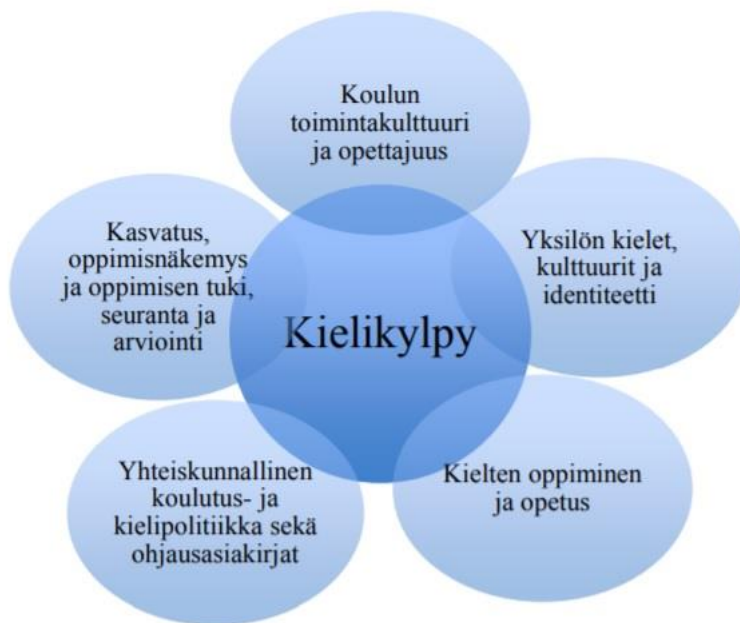 Koulun
toimintakulttuuri
ja opettajuus
Yksilön kielet,
kulttuurit ja
identiteetti
Kielten oppiminen
ja opetus
Yhteiskunnallinen
koulutus- ja
kielipolitiikka sekä
ohjausasiakirjat
Kasvatus,
oppimisnäkemys
ja oppimisen tuki,
seuranta ja
arviointi
Kielikylpy